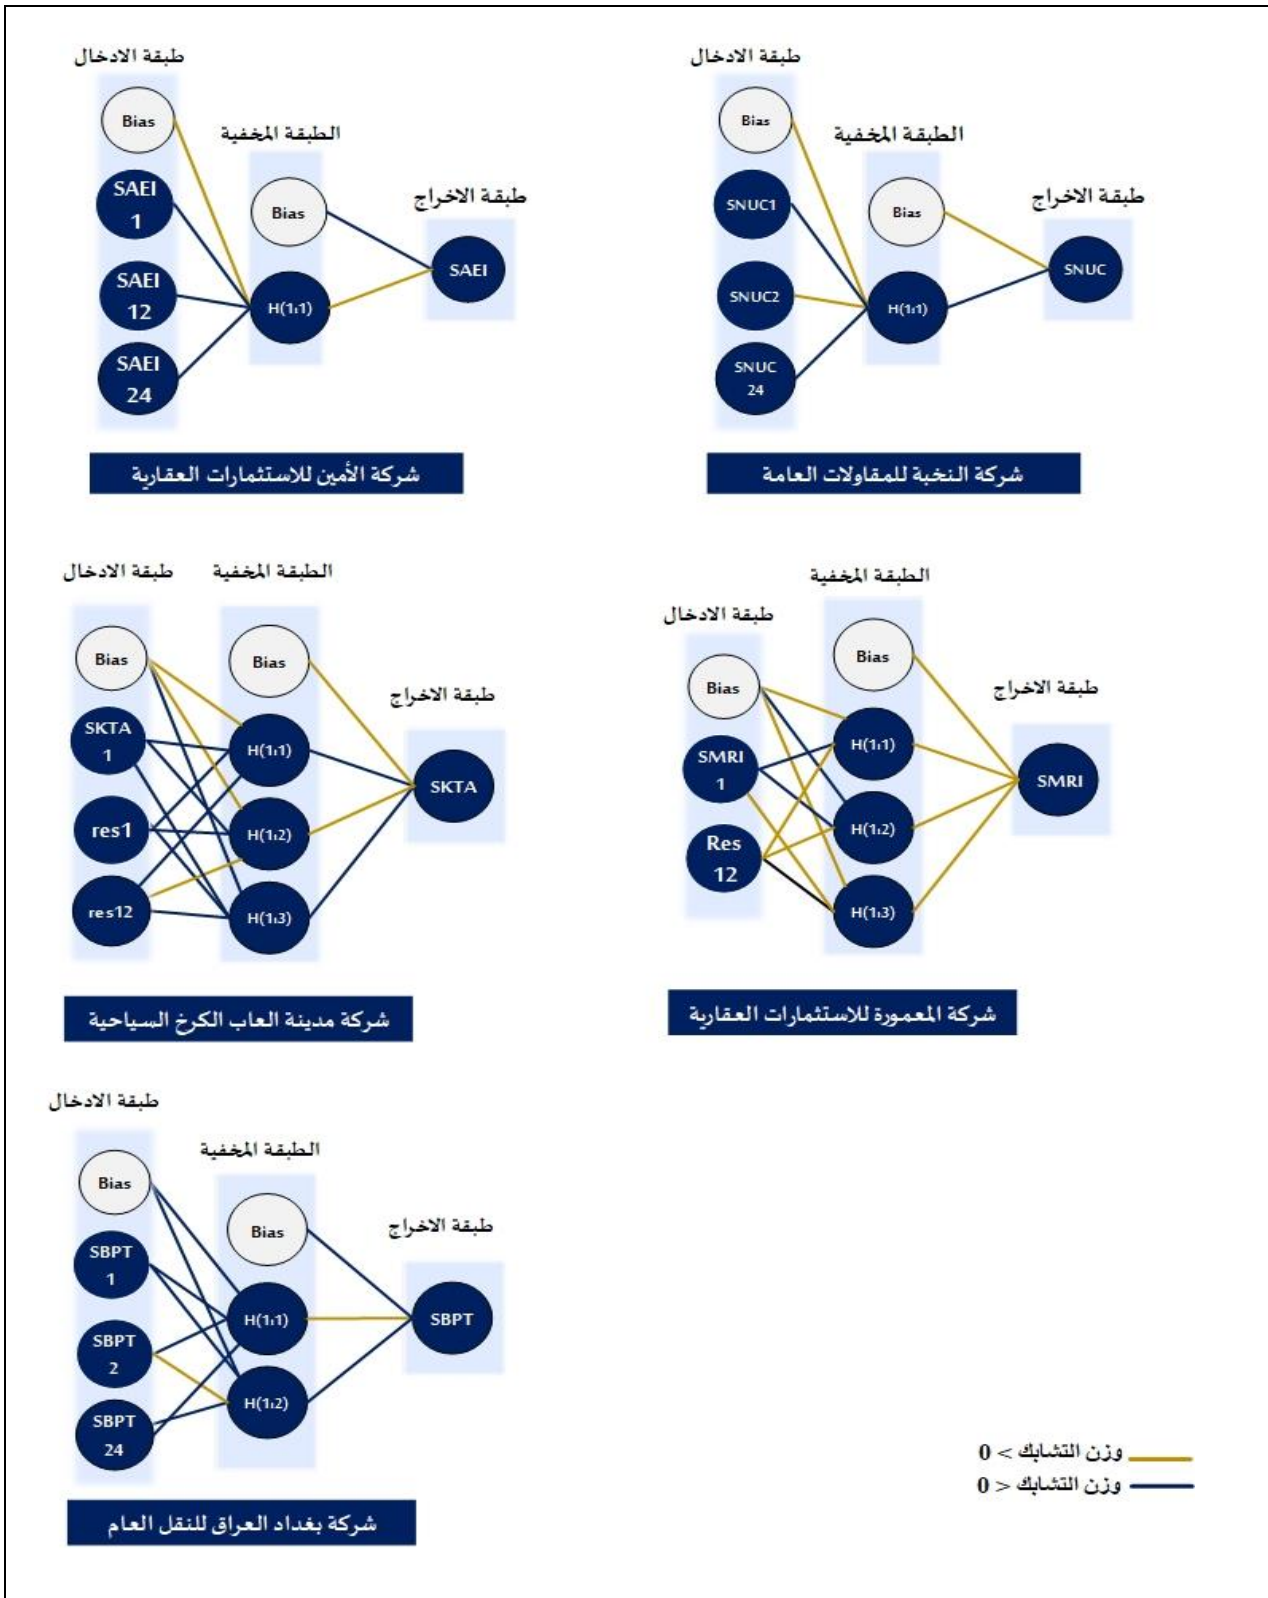 طبقة الادخال
الطبقة المخفية
طبقة الاخراج
Bias
SAEI
1
SAEI
12
SAEI
24
Bias
H(1:1)
SAEI
شركة الأمين للاستثمارات العقارية
طبقة الادخال
الطبقة المخفية
طبقة الاخراج
Bias
SNUC1
SNUC2
SNUC
24
Bias
H(1:1)
SNUC
شركة النخبة للمقاولات العامة
طبقة الادخال
الطبقة المخفية
طبقة الاخراج
Bias
SKTA
1
res1
res12
Bias
H(1:1)
H(1:2)
H(1:3)
SKTA
شركة مدينة العاب الكرخ السياحية
طبقة الادخال
الطبقة المخفية
طبقة الاخراج
Bias
SMRI
1
Res
12
Bias
H(1:1)
H(1:2)
H(1:3)
SMRI
شركة المعمورة للاستثمارات العقارية
طبقة الادخال
الطبقة المخفية
طبقة الاخراج
Bias
SBPT
1
SBPT
2
SBPT
24
Bias
H(1:1)
H(1:2)
SBPT
شركة بغداد العراق للنقل العام
وزن التشابك > 0
وزن التشابك < 0